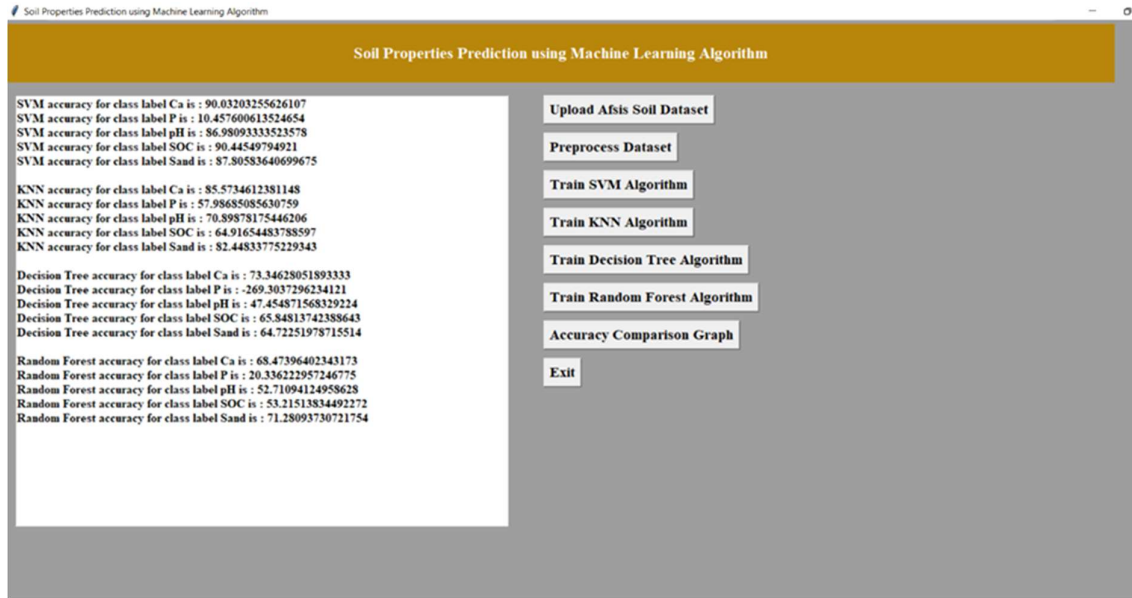 Soil Properties Prediction using Machine Learning Algorithm
Soil Properties Prediction using Machine Learning Algorithm
SVM accuracy for class label Ca is : 90.03203255626107
SVM accuracy for class label P is : 10.457600613524654
SVM accuracy for class label pH is : 86.98093333523578
SVM accuracy for class label SOC is : 90.44549794921
SVM accuracy for class label Sand is : 87.80583640699675
KNN accuracy for class label Ca is : 85.5734612381148
KNN accuracy for class label P is : 57.98685085630759
KNN accuracy for class label pH is : 70.89878175446206
KNN accuracy for class label SOC is : 64.91654483788597
KNN accuracy for class label Sand is : 82.44833775229343
Decision Tree accuracy for class label Ca is : 73.34628051893333
Decision Tree accuracy for class label P is : -269.3037296234121
Decision Tree accuracy for class label pH is : 47.454871568329224
Decision Tree accuracy for class label SOC is : 65.84813742388643
Decision Tree accuracy for class label Sand is : 64.72251978715514
Random Forest accuracy for class label Ca is : 68.47396402343173
Random Forest accuracy for class label P is : 20.336222957246775
Random Forest accuracy for class label pH is : 52.71094124958628
Random Forest accuracy for class label SOC is : 53.21513834492272
Random Forest accuracy for class label Sand is : 71.28093730721754
Upload Afsis Soil Dataset
Preprocess Dataset
Train SVM Algorithm
Train KNN Algorithm
Train Decision Tree Algorithm
Train Random Forest Algorithm
Accuracy Comparison Graph
Exit